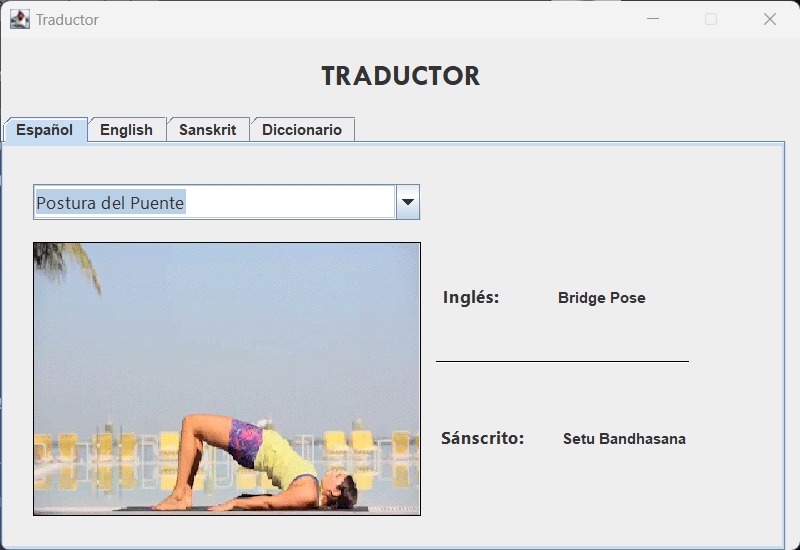 Traductor
TRADUCTOR
Español English Sanskrit Diccionario
Postura del Puente
Inglés: Bridge Pose
Sánscrito: Setu Bandhasana